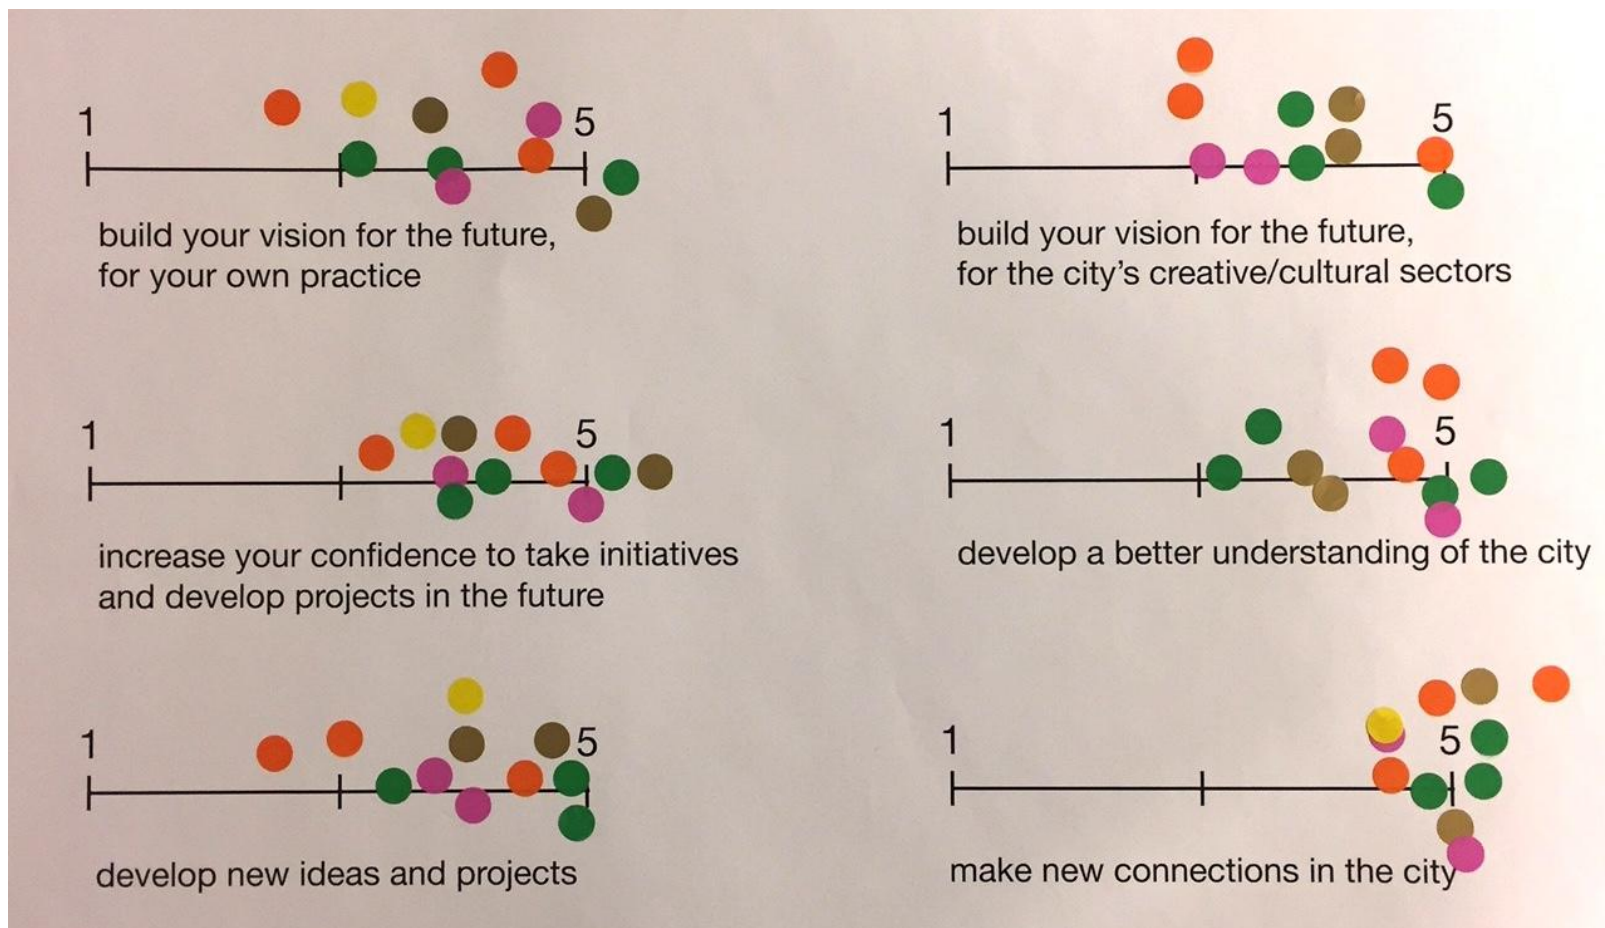 1 5
build your vision for the future,
for your own practice
1 5
build your vision for the future,
for the city’s creative/cultural sectors
1 5
increase your confidence to take initiatives
and develop projects in the future
1 5
develop a better understanding of the city
1 5
develop new ideas and projects
1 5
make new connections in the city